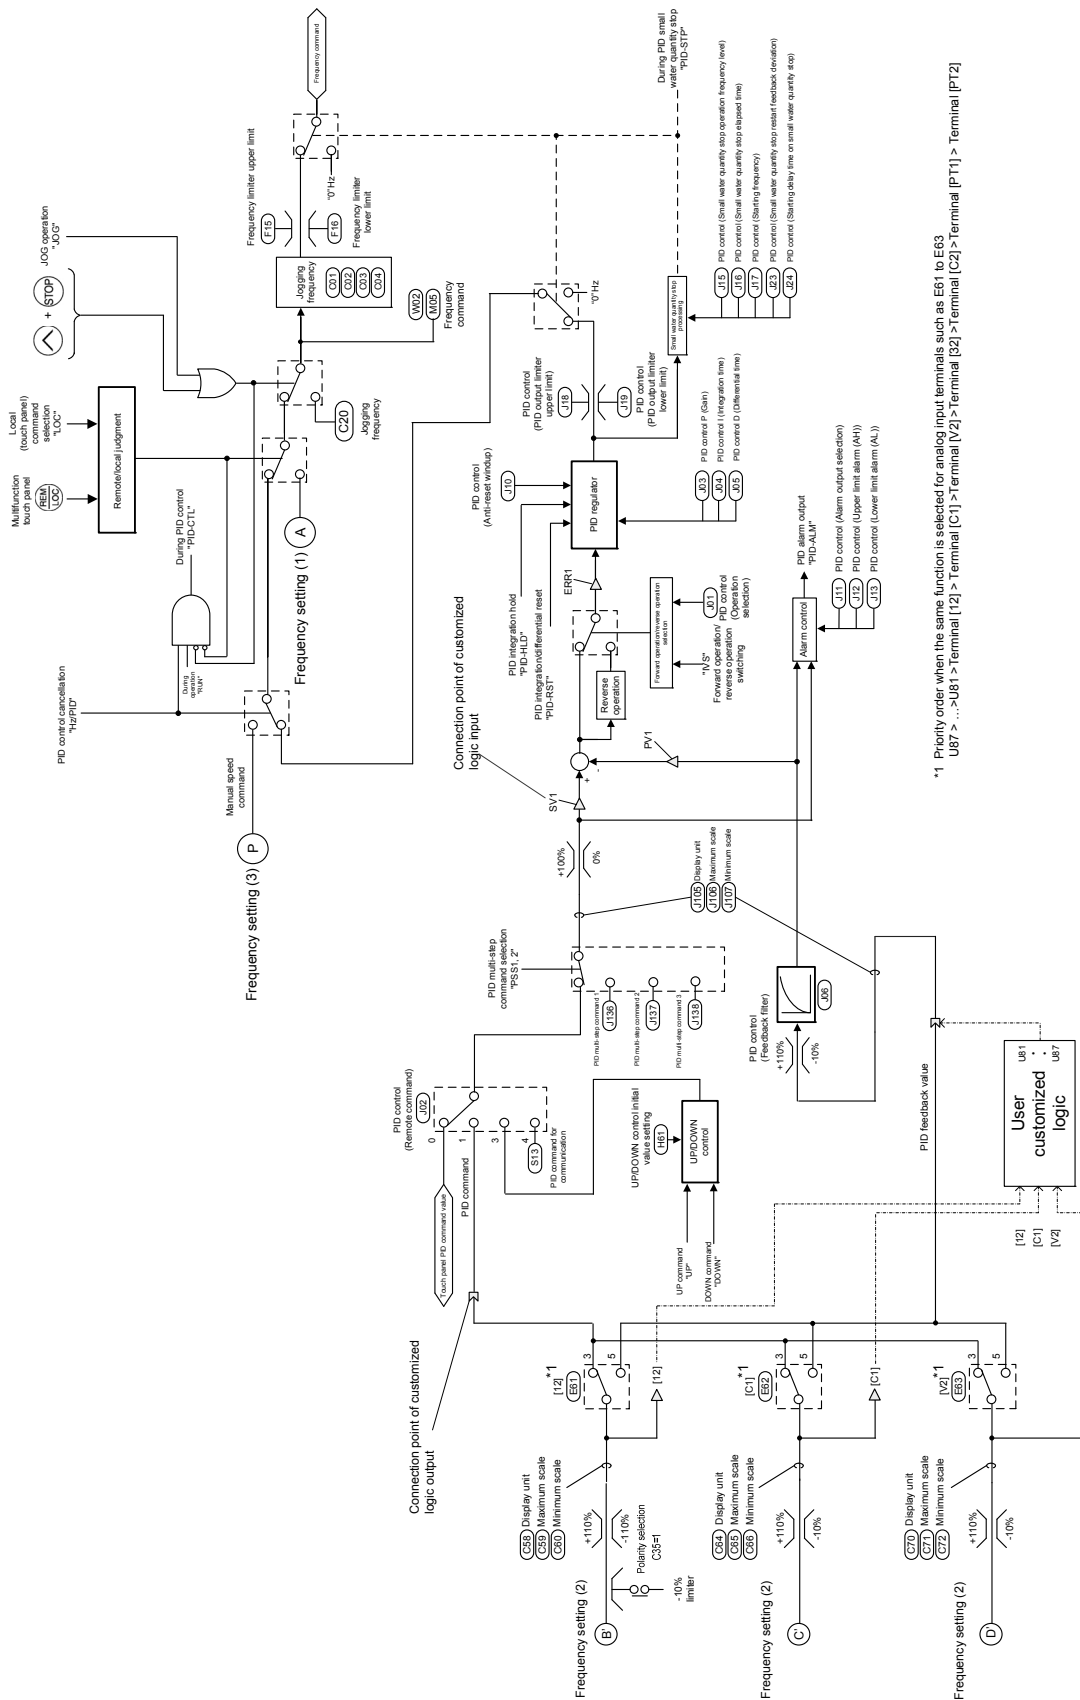 Frequency setting (2)
B'
Polarity selection
C35=1
-10%
limiter
+110%
-110%
C58 Display unit
C59 Maximum scale
C60 Minimum scale
[12]
*1
[12]
E61
3
5
Frequency setting (2)
C'
+110%
-10%
C64 Display unit
C65 Maximum scale
C66 Minimum scale
[C1]
*1
[C1]
E62
3
5
Frequency setting (2)
D'
+110%
-10%
C70 Display unit
C71 Maximum scale
C72 Minimum scale
*1
[V2]
E63
3
5
Connection point of customized
logic output
Touch panel PID command value
PID command
PID control
(Remote command)
J02
0
1
3
4
S13
PID command for
communication
UP command
"UP"
DOWN command
"DOWN"
UP/DOWN control initial
value setting
H61
UP/DOWN
control
[12]
[C1]
[V2]
User
customized
logic
U81
:
U87
PID feedback value
PID multi-step
command selection
"PSS1, 2"
PID multi-step command 1
J136
PID multi-step command 2
J137
PID multi-step command 3
J138
PID control
(Feedback filter)
+110%
-10%
J06
J105 Display unit
J106 Maximum scale
J107 Minimum scale
+100%
0%
SV1
+
-
PV1
Connection point of customized
logic input
Reverse
operation
Forward operation/reverse operation
selection
"IVS"
Forward operation/
reverse operation
switching
J01
PID control
(Operation
selection)
ERR1
PID integration/differential reset
"PID-RST"
PID integration hold
"PID-HLD"
PID control
(Anti-reset windup)
J10
PID regulator
J03 PID control P (Gain)
J04 PID control I (Integration time)
J05 PID control D (Differential time)
PID control
(PID output limiter
upper limit)
J18
J19
PID control
(PID output limiter
lower limit)
"0"Hz
Small water quantity stop
processing
During PID small
water quantity stop
"PID-STP"
J15 PID control (Small water quantity stop operation frequency level)
J16 PID control (Small water quantity stop elapsed time)
J17 PID control (Starting frequency)
J23 PID control (Small water quantity stop restart feedback deviation)
J24 PID control (Starting delay time on small water quantity stop)
Alarm control
PID alarm output
"PID-ALM"
J11 PID control (Alarm output selection)
J12 PID control (Upper limit alarm (AH))
J13 PID control (Lower limit alarm (AL))
Frequency setting (3)
P
Manual speed
command
PID control cancellation
"Hz/PID"
During
operation
"RUN"
During PID control
"PID-CTL"
Frequency setting (1)
A
Multifunction
touch panel
REM
LOC
Local
(touch panel)
command
selection
"LOC"
Remote/local judgment
+ STOP
JOG operation
"JOG"
C20
Jogging
frequency
W02
M05
Frequency
command
Jogging
frequency
C01
C02
C03
C04
Frequency limiter upper limit
F15
F16
Frequency limiter
lower limit
"0"Hz
Frequency command
*1 Priority order when the same function is selected for analog input terminals such as E61 to E63
U87 > …>U81 > Terminal [12] > Terminal [C1] > Terminal [V2] > Terminal [32] > Terminal [C2] > Terminal [PT1] > Terminal [PT2]